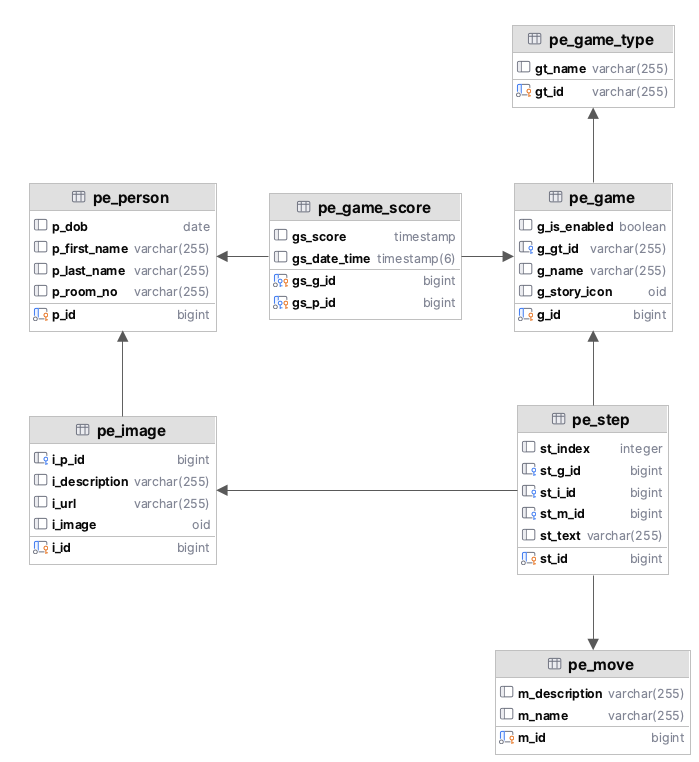 pe_game_type
gt_name varchar(255)
gt_id varchar(255)
pe_person
p_dob date
p_first_name varchar(255)
p_last_name varchar(255)
p_room_no varchar(255)
p_id bigint
pe_game_score
gs_score timestamp
gs_date_time timestamp(6)
gs_g_id bigint
gs_p_id bigint
pe_game
g_is_enabled boolean
g_gt_id varchar(255)
g_name varchar(255)
g_story_icon oid
g_id bigint
pe_image
i_p_id bigint
i_description varchar(255)
i_url varchar(255)
i_image oid
i_id bigint
pe_step
st_index integer
st_g_id bigint
st_i_id bigint
st_m_id bigint
st_text varchar(255)
st_id bigint
pe_move
m_description varchar(255)
m_name varchar(255)
m_id bigint